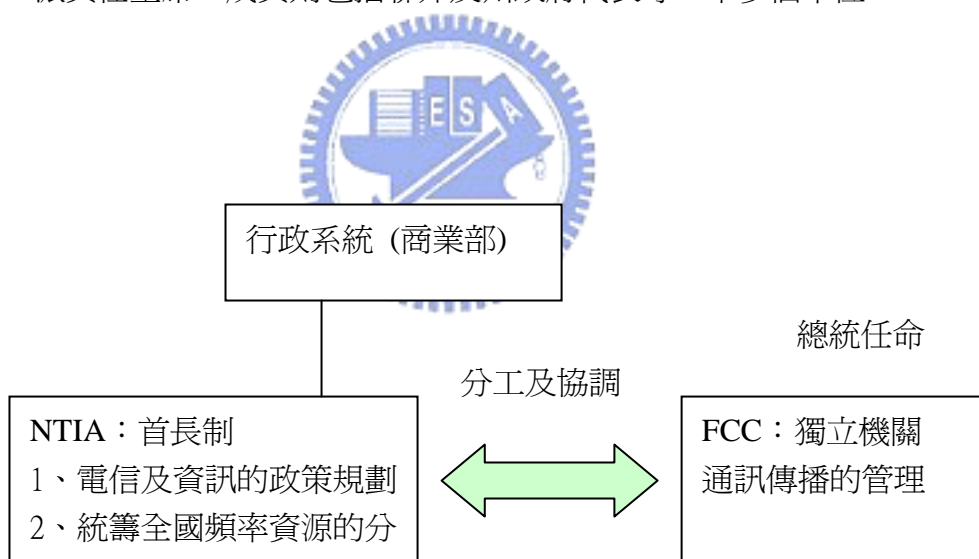 ESA
行政系統 (商業部)
總統任命
分工及協調
NTIA：首長制
1、電信及資訊的政策規劃
2、統籌全國頻率資源的分
FCC：獨立機關
通訊傳播的管理